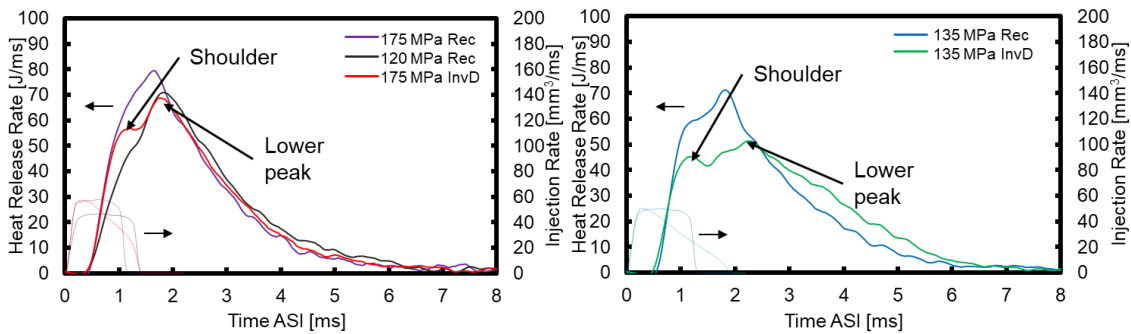 Heat Release Rate [J/ms]
100
90
80
70
60
50
40
30
20
10
0
0 1 2 3 4 5 6 7 8
Time ASI [ms]
200
180
160
140
120
100
80
60
40
20
0
Injection Rate [mm³/ms]
175 MPa Rec
120 MPa Rec
175 MPa InvD
Shoulder
Lower
peak
Heat Release Rate [J/ms]
100
90
80
70
60
50
40
30
20
10
0
0 1 2 3 4 5 6 7 8
Time ASI [ms]
200
180
160
140
120
100
80
60
40
20
0
Injection Rate [mm³/ms]
135 MPa Rec
135 MPa InvD
Shoulder
Lower
peak